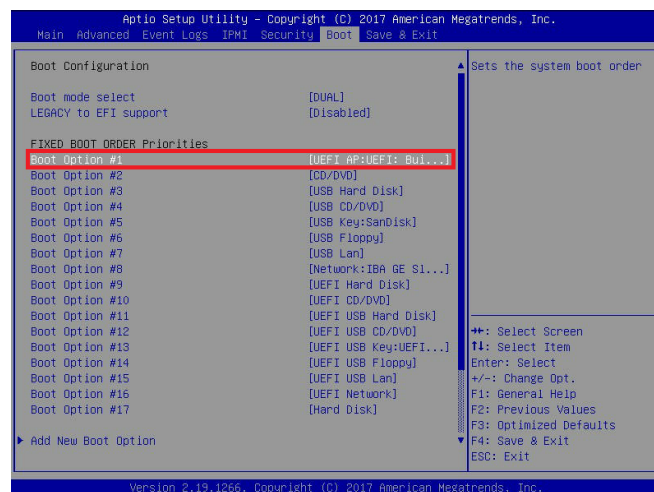 Aptio Setup Utility – Copyright (C) 2017 American Megatrends, Inc.
Main Advanced Event Logs IPMI Security Boot Save & Exit
Boot Configuration
Boot mode select [DUAL]
LEGACY to EFI support [Disabled]
FIXED BOOT ORDER Priorities
Boot Option #1 [UEFI AP:UEFI: Bui...]
Boot Option #2 [CD/DVD]
Boot Option #3 [USB Hard Disk]
Boot Option #4 [USB CD/DVD]
Boot Option #5 [USB Key:SanDisk]
Boot Option #6 [USB Floppy]
Boot Option #7 [USB Lan]
Boot Option #8 [Network:IBA GE Sl...]
Boot Option #9 [UEFI Hard Disk]
Boot Option #10 [UEFI CD/DVD]
Boot Option #11 [UEFI USB Hard Disk]
Boot Option #12 [UEFI USB CD/DVD]
Boot Option #13 [UEFI USB Key:UEFI...]
Boot Option #14 [UEFI USB Floppy]
Boot Option #15 [UEFI USB Lan]
Boot Option #16 [UEFI Network]
Boot Option #17 [Hard Disk]
Add New Boot Option
Sets the system boot order
→←: Select Screen
↑↓: Select Item
Enter: Select
+/-: Change Opt.
F1: General Help
F2: Previous Values
F3: Optimized Defaults
F4: Save & Exit
ESC: Exit
Version 2.19.1266. Copyright (C) 2017 American Megatrends, Inc.